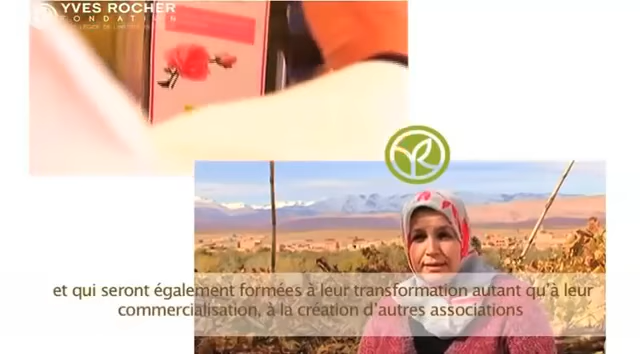 YVES ROCHER
FONDATION
et qui seront également formées à leur transformation autant qu'à leur
commercialisation, à la création d'autres associations